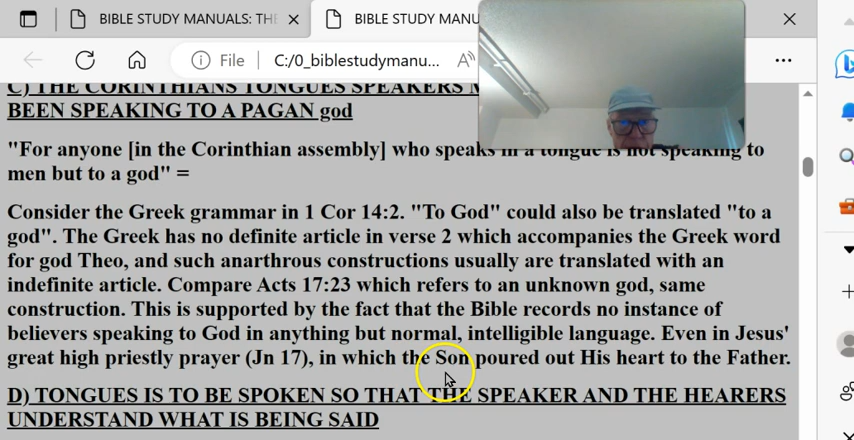 BIBLE STUDY MANUALS: THE
BIBLE STUDY MANU
File
C:/0_biblestudymanu...
C) THE CORINTHIANS TONGUES SPEAKERS M
BEEN SPEAKING TO A PAGAN god
"For anyone [in the Corinthian assembly] who speaks in a tongue is not speaking to
men but to a god" =
Consider the Greek grammar in 1 Cor 14:2. "To God" could also be translated "to a
god". The Greek has no definite article in verse 2 which accompanies the Greek word
for god Theo, and such anarthrous constructions usually are translated with an
indefinite article. Compare Acts 17:23 which refers to an unknown god, same
construction. This is supported by the fact that the Bible records no instance of
believers speaking to God in anything but normal, intelligible language. Even in Jesus'
great high priestly prayer (Jn 17), in which the Son poured out His heart to the Father.
D) TONGUES IS TO BE SPOKEN SO THAT THE SPEAKER AND THE HEARERS
UNDERSTAND WHAT IS BEING SAID